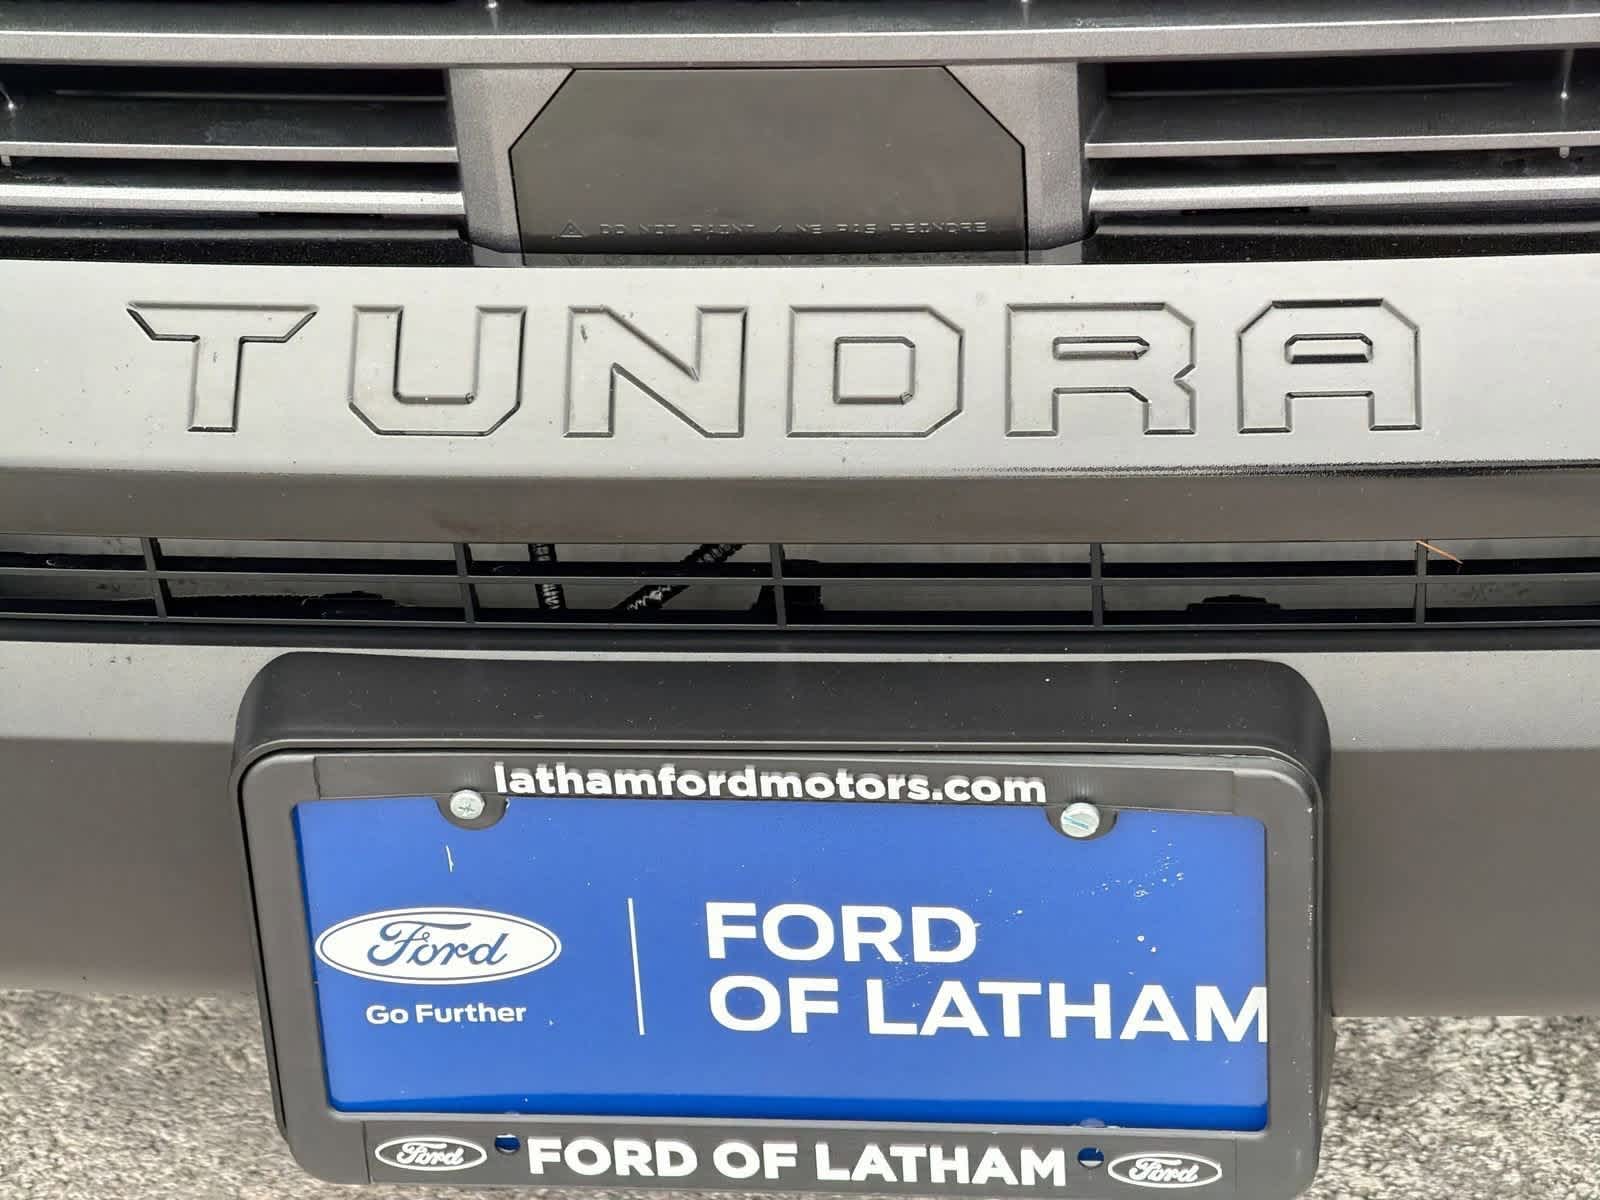 DO NOT PAINT / NE PAS PEINDRE
TUNDRA
lathamfordmotors.com
Ford
Go Further
FORD
OF LATHAM
Ford FORD OF LATHAM Ford